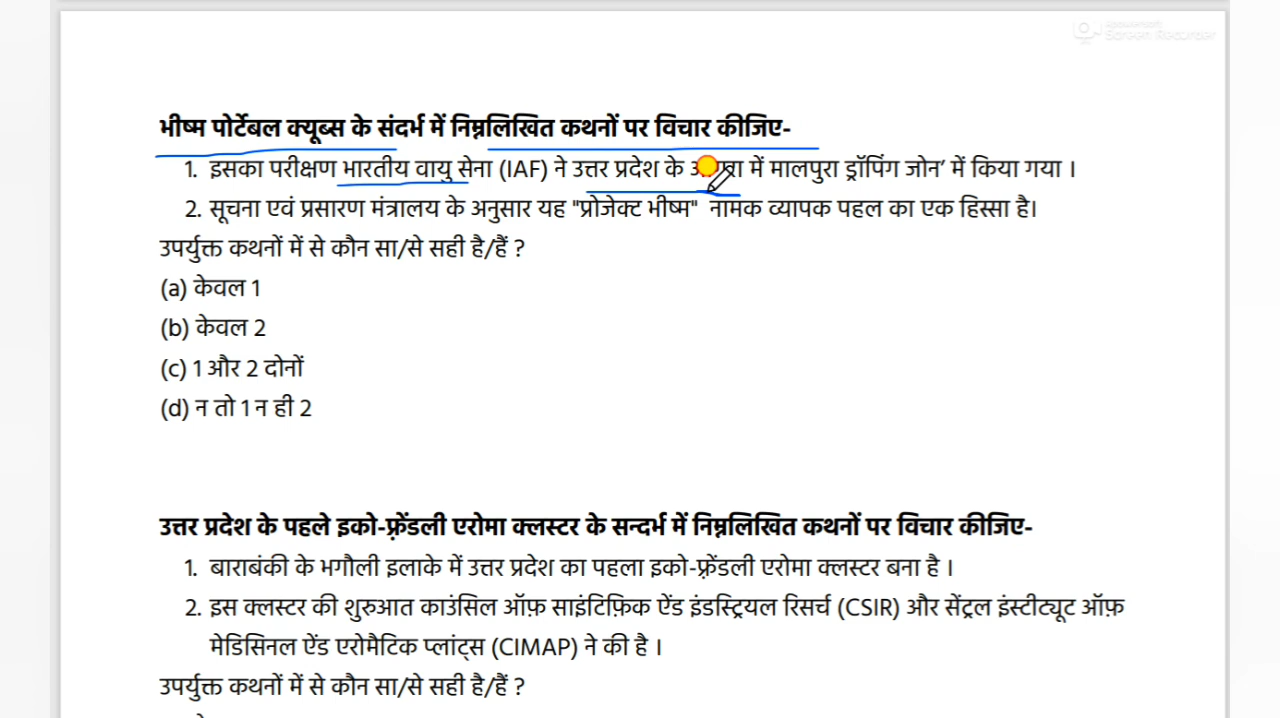 भीष्म पोर्टेबल क्यूब्स के संदर्भ में निम्नलिखित कथनों पर विचार कीजिए-
1. इसका परीक्षण भारतीय वायु सेना (IAF) ने उत्तर प्रदेश के में मालपुरा ड्रॉपिंग जोन’ में किया गया ।
2. सूचना एवं प्रसारण मंत्रालय के अनुसार यह "प्रोजेक्ट भीष्म" नामक व्यापक पहल का एक हिस्सा है।
उपर्युक्त कथनों में से कौन सा/से सही है/हैं ?
(a) केवल 1
(b) केवल 2
(c) 1 और 2 दोनों
(d) न तो 1 न ही 2
उत्तर प्रदेश के पहले इको-फ़्रेंडली एरोमा क्लस्टर के सन्दर्भ में निम्नलिखित कथनों पर विचार कीजिए-
1. बाराबंकी के भगौली इलाके में उत्तर प्रदेश का पहला इको-फ़्रेंडली एरोमा क्लस्टर बना है ।
2. इस क्लस्टर की शुरुआत काउंसिल ऑफ़ साइंटिफ़िक ऐंड इंडस्ट्रियल रिसर्च (CSIR) और सेंट्रल इंस्टीट्यूट ऑफ़
मेडिसिनल ऐंड एरोमैटिक प्लांट्स (CIMAP) ने की है ।
उपर्युक्त कथनों में से कौन सा/से सही है/हैं ?